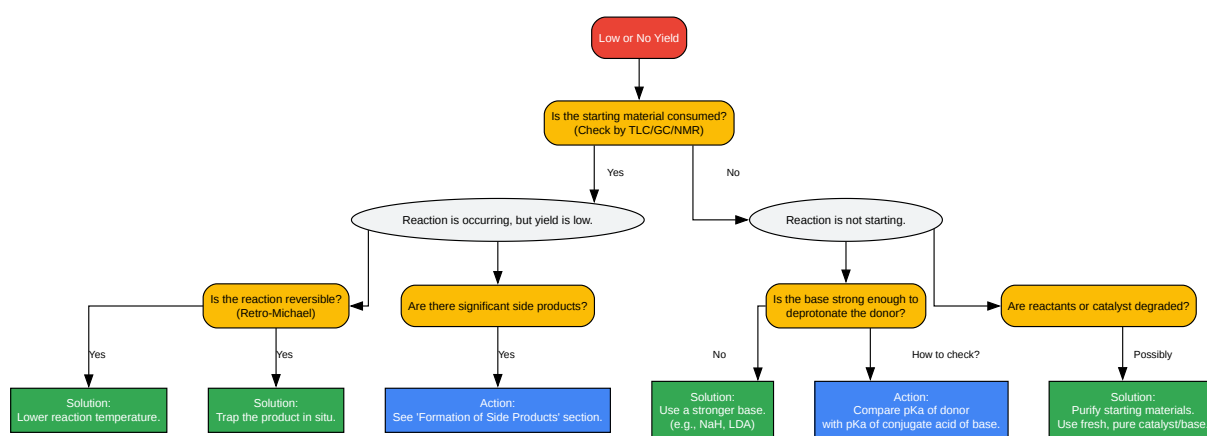 Low or No Yield
Is the starting material consumed?
(Check by TLC/GC/NMR)
Yes
No
Reaction is occurring, but yield is low.
Reaction is not starting.
Is the reaction reversible?
(Retro-Michael)
Are there significant side products?
Is the base strong enough to
deprotonate the donor?
Are reactants or catalyst degraded?
Yes
Yes
Yes
No
How to check?
Possibly
Solution:
Lower reaction temperature.
Solution:
Trap the product in situ.
Action:
See 'Formation of Side Products' section.
Solution:
Use a stronger base.
(e.g., NaH, LDA)
Action:
Compare pKa of donor
with pKa of conjugate acid of base.
Solution:
Purify starting materials.
Use fresh, pure catalyst/base.